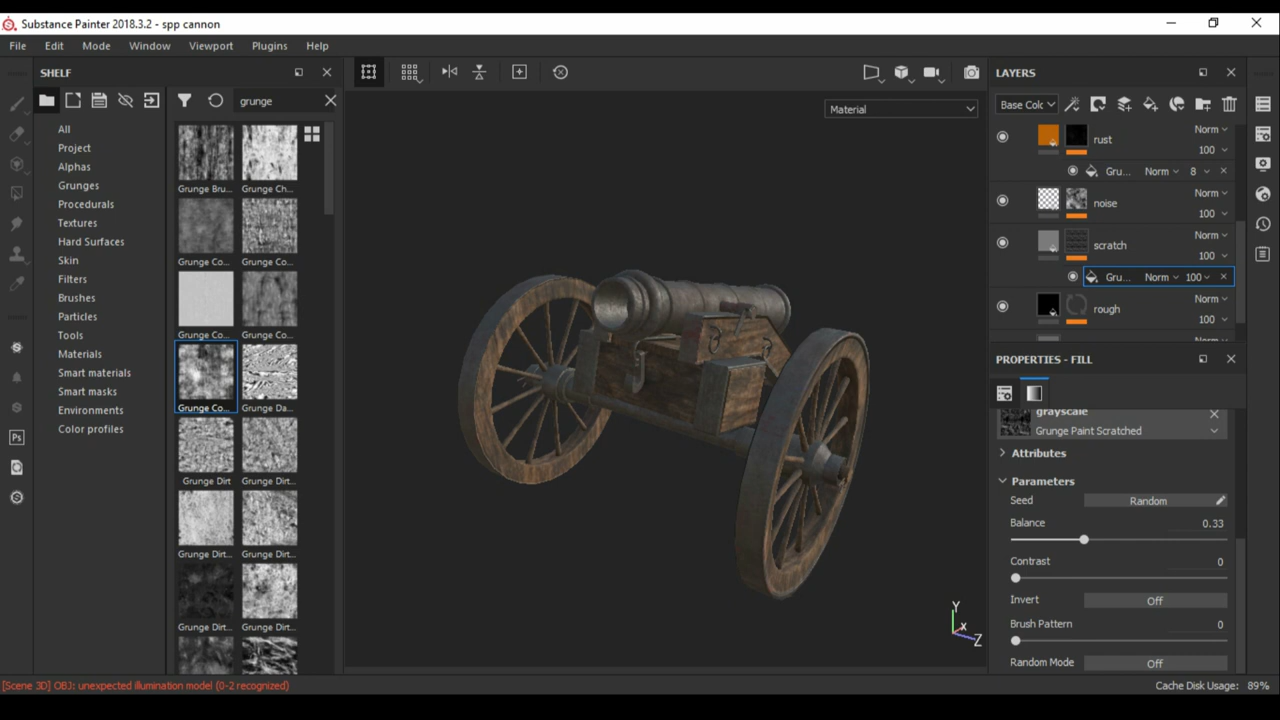 Substance Painter 2018.3.2 - spp cannon
File Edit Mode Window Viewport Plugins Help
SHELF
grunge
All
Project
Alphas
Grunges
Procedurals
Textures
Hard Surfaces
Skin
Filters
Brushes
Particles
Tools
Materials
Smart materials
Smart masks
Environments
Color profiles
Grunge Bru... Grunge Ch...
Grunge Co... Grunge Co...
Grunge Co... Grunge Co...
Grunge Co... Grunge Da...
Grunge Dirt Grunge Dirt...
Grunge Dirt... Grunge Dirt...
Grunge Dirt... Grunge Dirt...
Material
Y
X
Z
LAYERS
Base Colo
Norm
rust
100
Gru... Norm 8
Norm
noise
100
Norm
scratch
100
Gru... Norm 100
Norm
rough
100
Norm
PROPERTIES - FILL
grayscale
Grunge Paint Scratched
Attributes
Parameters
Seed Random
Balance 0.33
Contrast 0
Invert Off
Brush Pattern 0
Random Mode Off
Ps
[Scene 3D] OBJ: unexpected illumination model (0-2 recognized)
Cache Disk Usage: 89%